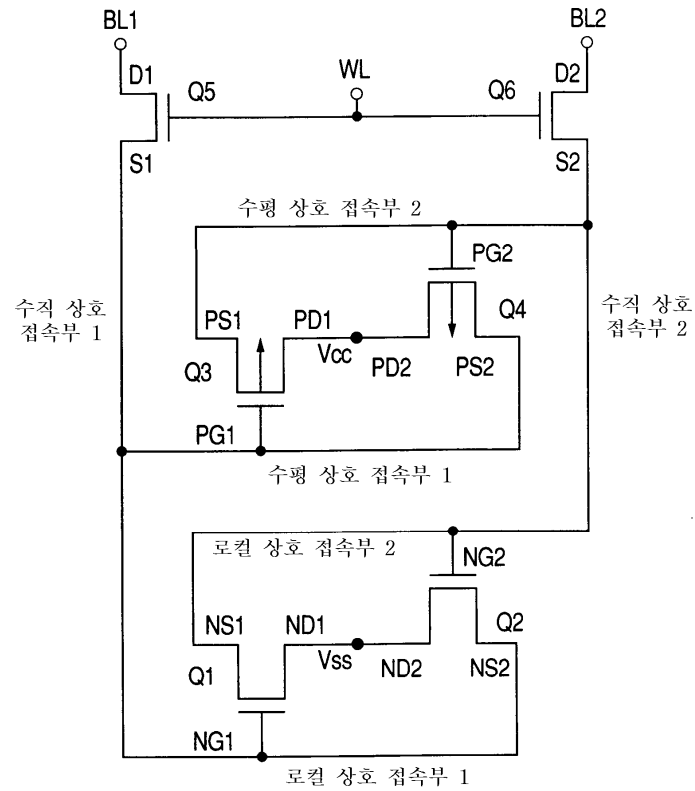 BL1
BL2
D1
WL
D2
Q5
Q6
S1
S2
수평 상호 접속부 2
PG2
수직 상호
접속부 1
수직 상호
접속부 2
PS1
PD1
Q4
Vcc
Q3
PD2
PS2
PG1
수평 상호 접속부 1
로컬 상호 접속부 2
NG2
NS1
ND1
Q2
Vss
Q1
ND2
NS2
NG1
로컬 상호 접속부 1